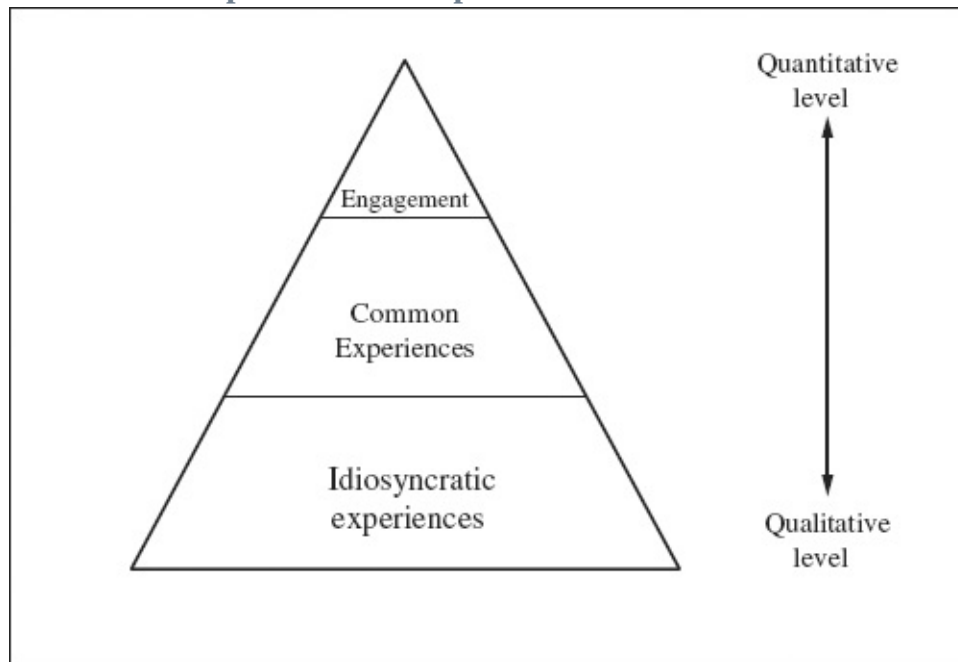 Quantitative
level
Engagement
Common
Experiences
Idiosyncratic
experiences
Qualitative
level